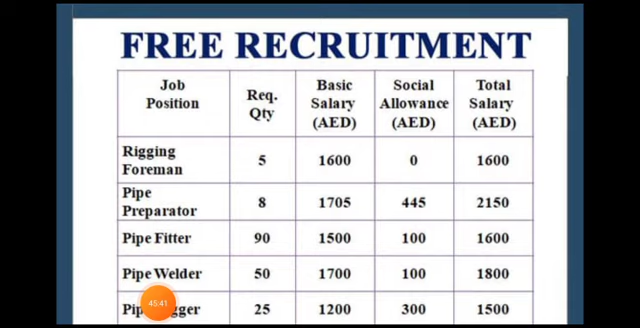 FREE RECRUITMENT
Job Position Req. Qty Basic Salary (AED) Social Allowance (AED) Total Salary (AED)
Rigging Foreman 5 1600 0 1600
Pipe Preparator 8 1705 445 2150
Pipe Fitter 90 1500 100 1600
Pipe Welder 50 1700 100 1800
25 1200 300 1500
45:41